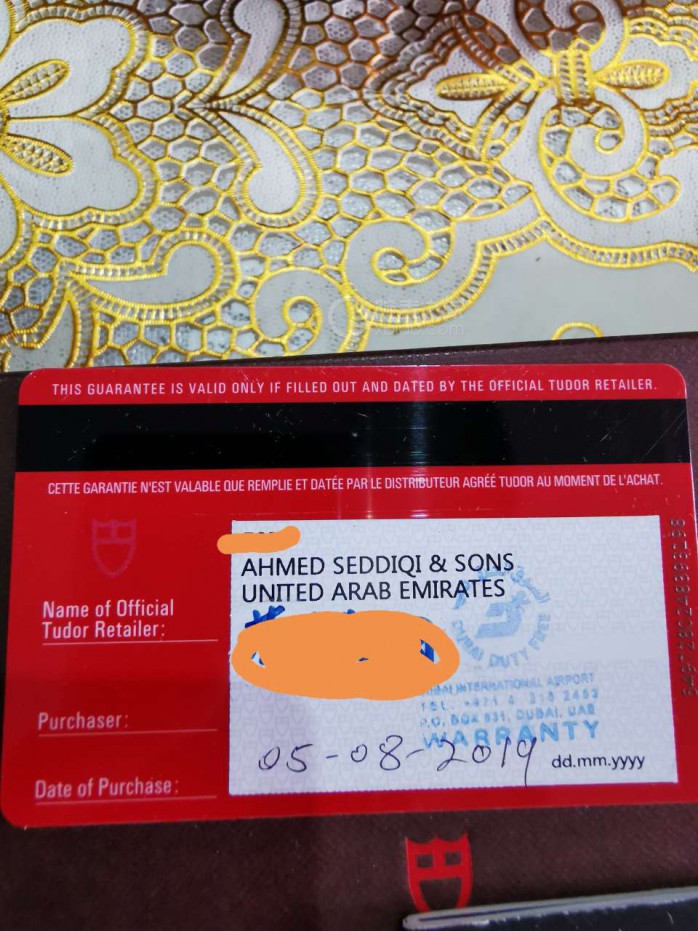 THIS GUARANTEE IS VALID ONLY IF FILLED OUT AND DATED BY THE OFFICIAL TUDOR RETAILER.
CETTE GARANTIE N'EST VALABLE QUE REMPLIE ET DATÉE PAR LE DISTRIBUTEUR AGRÉÉ TUDOR AU MOMENT DE L'ACHAT.
AHMED SEDDIQI & SONS
UNITED ARAB EMIRATES
Name of Official
Tudor Retailer:
DUBAI DUTY FREE
DUBAI INTERNATIONAL AIRPORT
P.O. BOX 831, DUBAI, UAE
WARRANTY
Purchaser:
05-08-2019
dd.mm.yyyy
Date of Purchase: